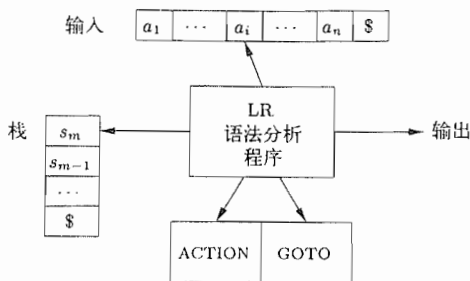 输入 a₁ ··· aᵢ ··· aₙ $
LR
语法分析
程序
栈
sₘ
sₘ₋₁
···
$
输出
ACTION GOTO